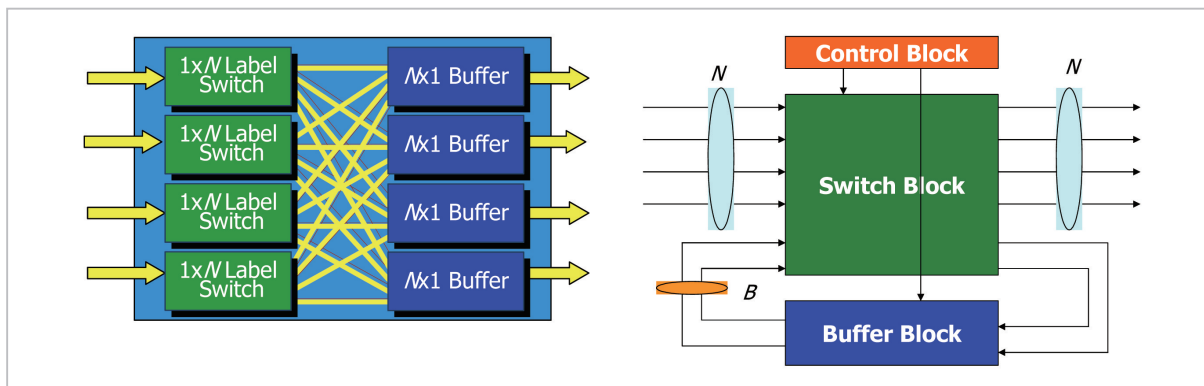 1xN Label
Switch
Nx1 Buffer
1xN Label
Switch
Nx1 Buffer
1xN Label
Switch
Nx1 Buffer
1xN Label
Switch
Nx1 Buffer
Control Block
N
N
Switch Block
B
Buffer Block